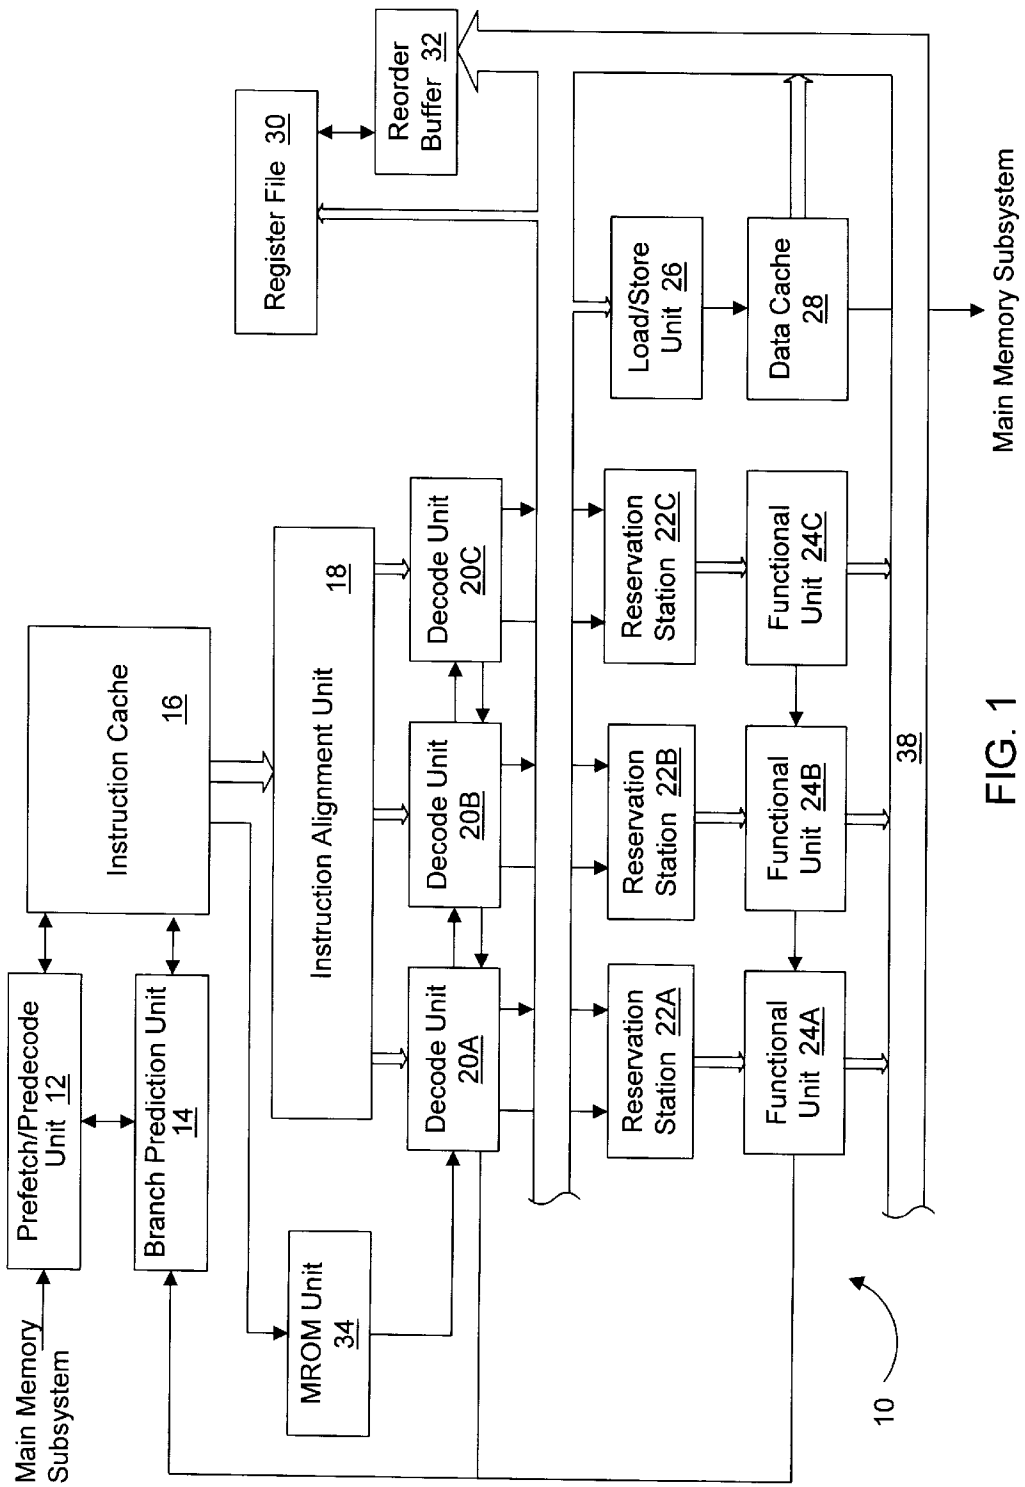 Main Memory
Subsystem
Prefetch/Predecode
Unit 12
Branch Prediction Unit
14
Instruction Cache
16
MROM Unit
34
Instruction Alignment Unit
18
Register File 30
Reorder
Buffer 32
Decode Unit
20A
Decode Unit
20B
Decode Unit
20C
Reservation
Station 22A
Reservation
Station 22B
Reservation
Station 22C
Load/Store
Unit 26
Functional
Unit 24A
Functional
Unit 24B
Functional
Unit 24C
Data Cache
28
38
10
Main Memory Subsystem
FIG. 1